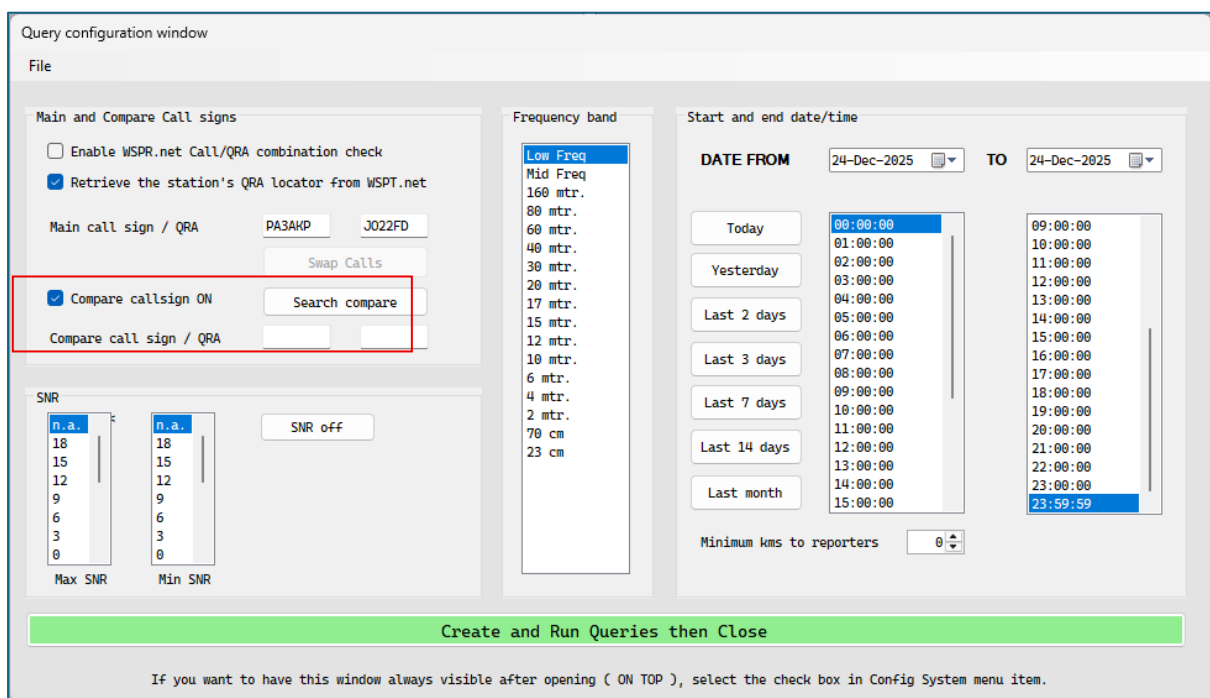 Query configuration window
File
Main and Compare Call signs
Enable WSPR.net Call/QRA combination check
Retrieve the station's QRA locator from WSPT.net
Main call sign / QRA
PA3AKP
JO22FD
Swap Calls
Compare callsign ON
Search compare
Compare call sign / QRA
SNR
n.a.
18
15
12
9
6
3
0
Max SNR
<
n.a.
18
15
12
9
6
3
0
Min SNR
SNR off
Frequency band
Low Freq
Mid Freq
160 mtr.
80 mtr.
60 mtr.
40 mtr.
30 mtr.
20 mtr.
17 mtr.
15 mtr.
12 mtr.
10 mtr.
6 mtr.
4 mtr.
2 mtr.
70 cm
23 cm
Start and end date/time
DATE FROM
24-Dec-2025
TO
24-Dec-2025
Today
Yesterday
Last 2 days
Last 3 days
Last 7 days
Last 14 days
Last month
00:00:00
01:00:00
02:00:00
03:00:00
04:00:00
05:00:00
06:00:00
07:00:00
08:00:00
09:00:00
10:00:00
11:00:00
12:00:00
13:00:00
14:00:00
15:00:00
09:00:00
10:00:00
11:00:00
12:00:00
13:00:00
14:00:00
15:00:00
16:00:00
17:00:00
18:00:00
19:00:00
20:00:00
21:00:00
22:00:00
23:00:00
23:59:59
Minimum kms to reporters
0
Create and Run Queries then Close
If you want to have this window always visible after opening ( ON TOP ), select the check box in Config System menu item.